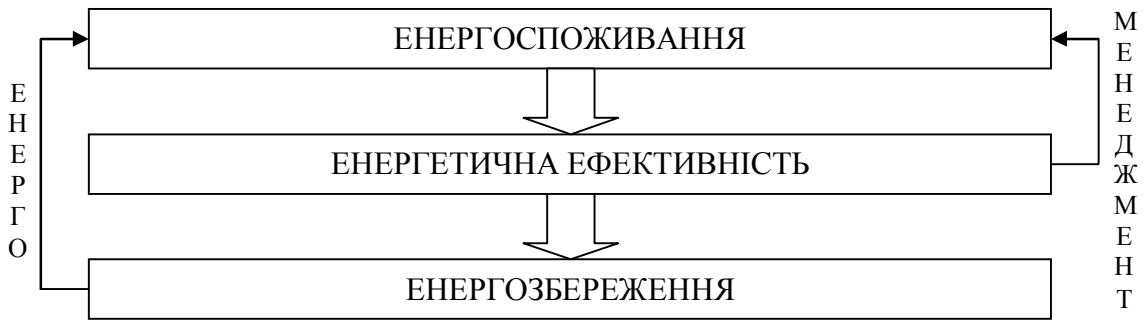 ЕНЕРГОСПОЖИВАННЯ
ЕНЕРГЕТИЧНА ЕФЕКТИВНІСТЬ
ЕНЕРГОЗБЕРЕЖЕННЯ
ЕНЕРГО
МЕНЕДЖМЕНТ